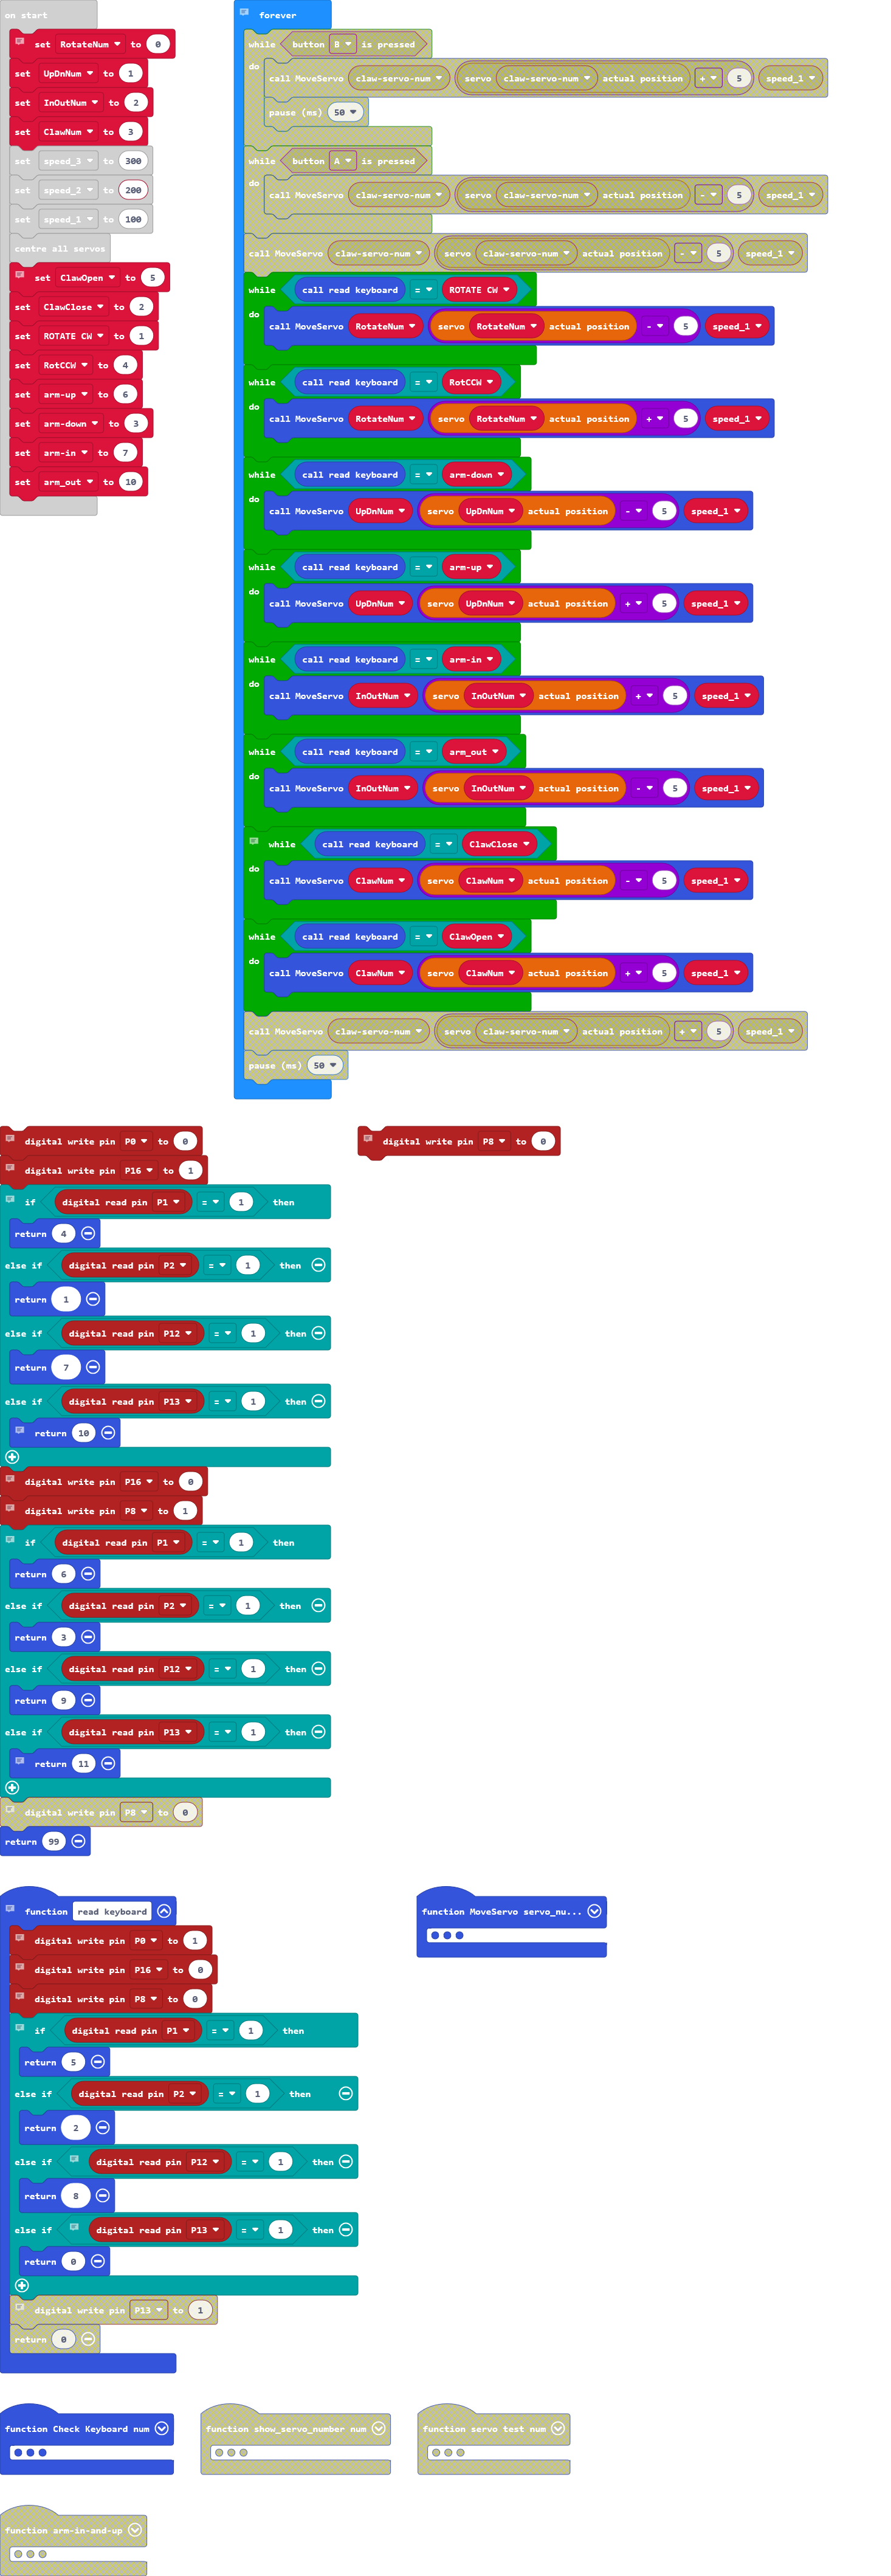 on start
set RotateNum to 0
set UpDnNum to 1
set InOutNum to 2
set ClawNum to 3
set speed_3 to 300
set speed_2 to 200
set speed_1 to 100
centre all servos
set ClawOpen to 5
set ClawClose to 2
set ROTATE CW to 1
set RotCCW to 4
set arm-up to 6
set arm-down to 3
set arm-in to 7
set arm_out to 10
forever
while button B is pressed
do
call MoveServo claw-servo-num servo claw-servo-num actual position + 5 speed_1
pause (ms) 50
while button A is pressed
do
call MoveServo claw-servo-num servo claw-servo-num actual position - 5 speed_1
call MoveServo claw-servo-num servo claw-servo-num actual position - 5 speed_1
while call read keyboard = ROTATE CW
do
call MoveServo RotateNum servo RotateNum actual position - 5 speed_1
while call read keyboard = RotCCW
do
call MoveServo RotateNum servo RotateNum actual position + 5 speed_1
while call read keyboard = arm-down
do
call MoveServo UpDnNum servo UpDnNum actual position - 5 speed_1
while call read keyboard = arm-up
do
call MoveServo UpDnNum servo UpDnNum actual position + 5 speed_1
while call read keyboard = arm-in
do
call MoveServo InOutNum servo InOutNum actual position + 5 speed_1
while call read keyboard = arm_out
do
call MoveServo InOutNum servo InOutNum actual position - 5 speed_1
while call read keyboard = ClawClose
do
call MoveServo ClawNum servo ClawNum actual position - 5 speed_1
while call read keyboard = ClawOpen
do
call MoveServo ClawNum servo ClawNum actual position + 5 speed_1
call MoveServo claw-servo-num servo claw-servo-num actual position + 5 speed_1
pause (ms) 50
digital write pin P0 to 0
digital write pin P16 to 1
if digital read pin P1 = 1 then
return 4
else if digital read pin P2 = 1 then
return 1
else if digital read pin P12 = 1 then
return 7
else if digital read pin P13 = 1 then
return 10
digital write pin P16 to 0
digital write pin P8 to 1
if digital read pin P1 = 1 then
return 6
else if digital read pin P2 = 1 then
return 3
else if digital read pin P12 = 1 then
return 9
else if digital read pin P13 = 1 then
return 11
digital write pin P8 to 0
return 99
digital write pin P8 to 0
function read keyboard
digital write pin P0 to 1
digital write pin P16 to 0
digital write pin P8 to 0
if digital read pin P1 = 1 then
return 5
else if digital read pin P2 = 1 then
return 2
else if digital read pin P12 = 1 then
return 8
else if digital read pin P13 = 1 then
return 0
digital write pin P13 to 1
return 0
function MoveServo servo_nu...
function Check Keyboard num
function show_servo_number num
function servo test num
function arm-in-and-up